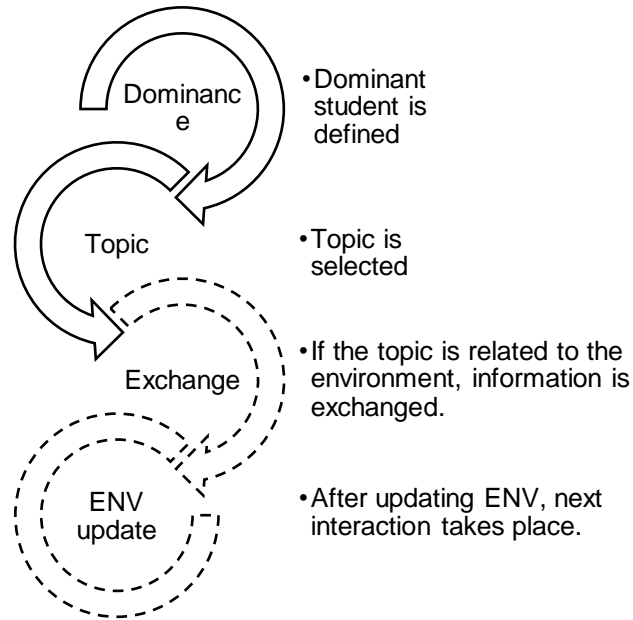 Dominanc
e
•Dominant
student is
defined
Topic
•Topic is
selected
Exchange
•If the topic is related to the
environment, information is
exchanged.
ENV
update
•After updating ENV, next
interaction takes place.